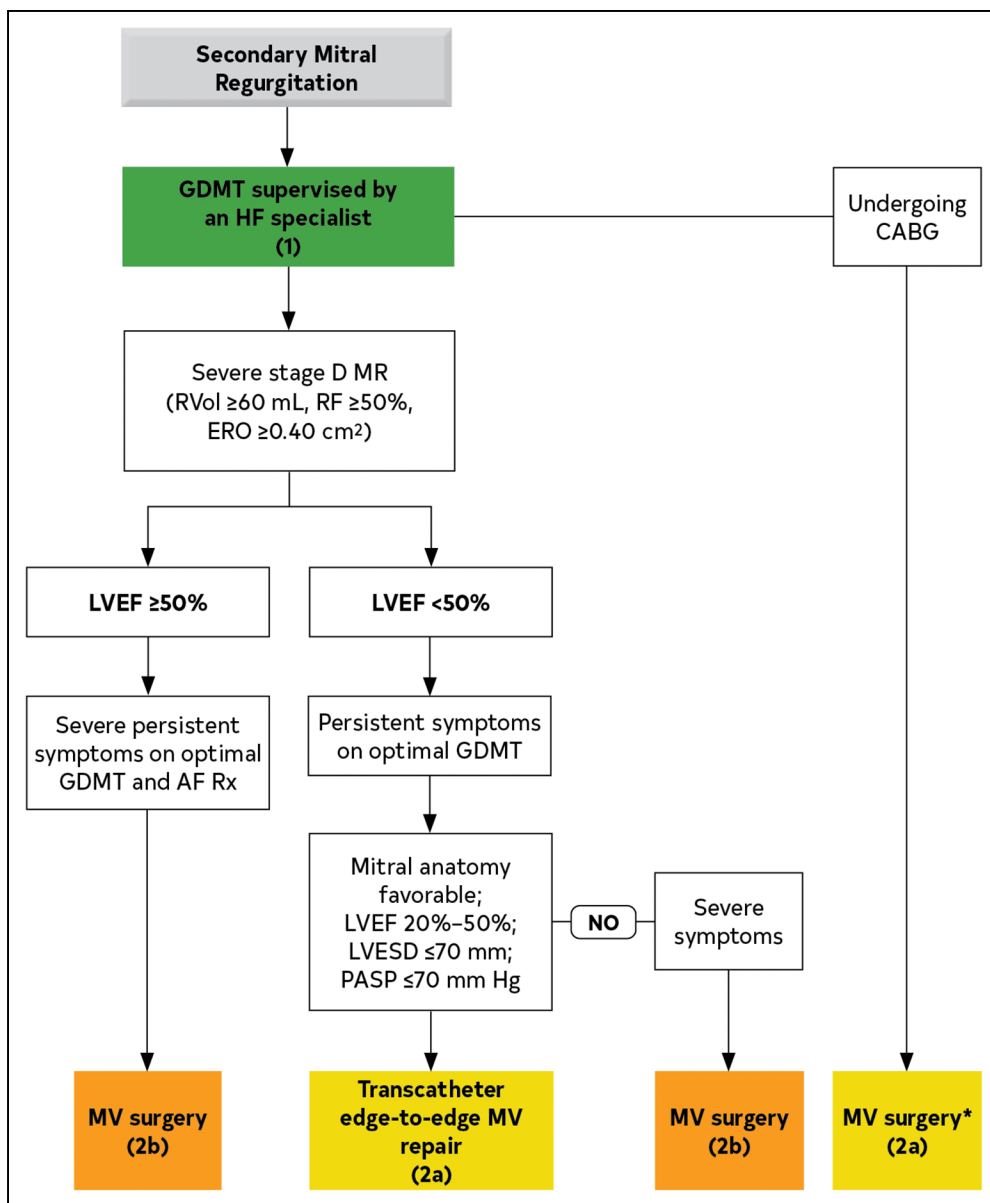 Secondary Mitral
Regurgitation
GDMT supervised by
an HF specialist
(1)
Undergoing
CABG
Severe stage D MR
(RVol ≥60 mL, RF ≥50%,
ERO ≥0.40 cm²)
LVEF ≥50%
LVEF <50%
Severe persistent
symptoms on optimal
GDMT and AF Rx
Persistent symptoms
on optimal GDMT
Mitral anatomy
favorable;
LVEF 20%–50%;
LVESD ≤70 mm;
PASP ≤70 mm Hg
NO
Severe
symptoms
MV surgery
(2b)
Transcatheter
edge-to-edge MV
repair
(2a)
MV surgery
(2b)
MV surgery*
(2a)